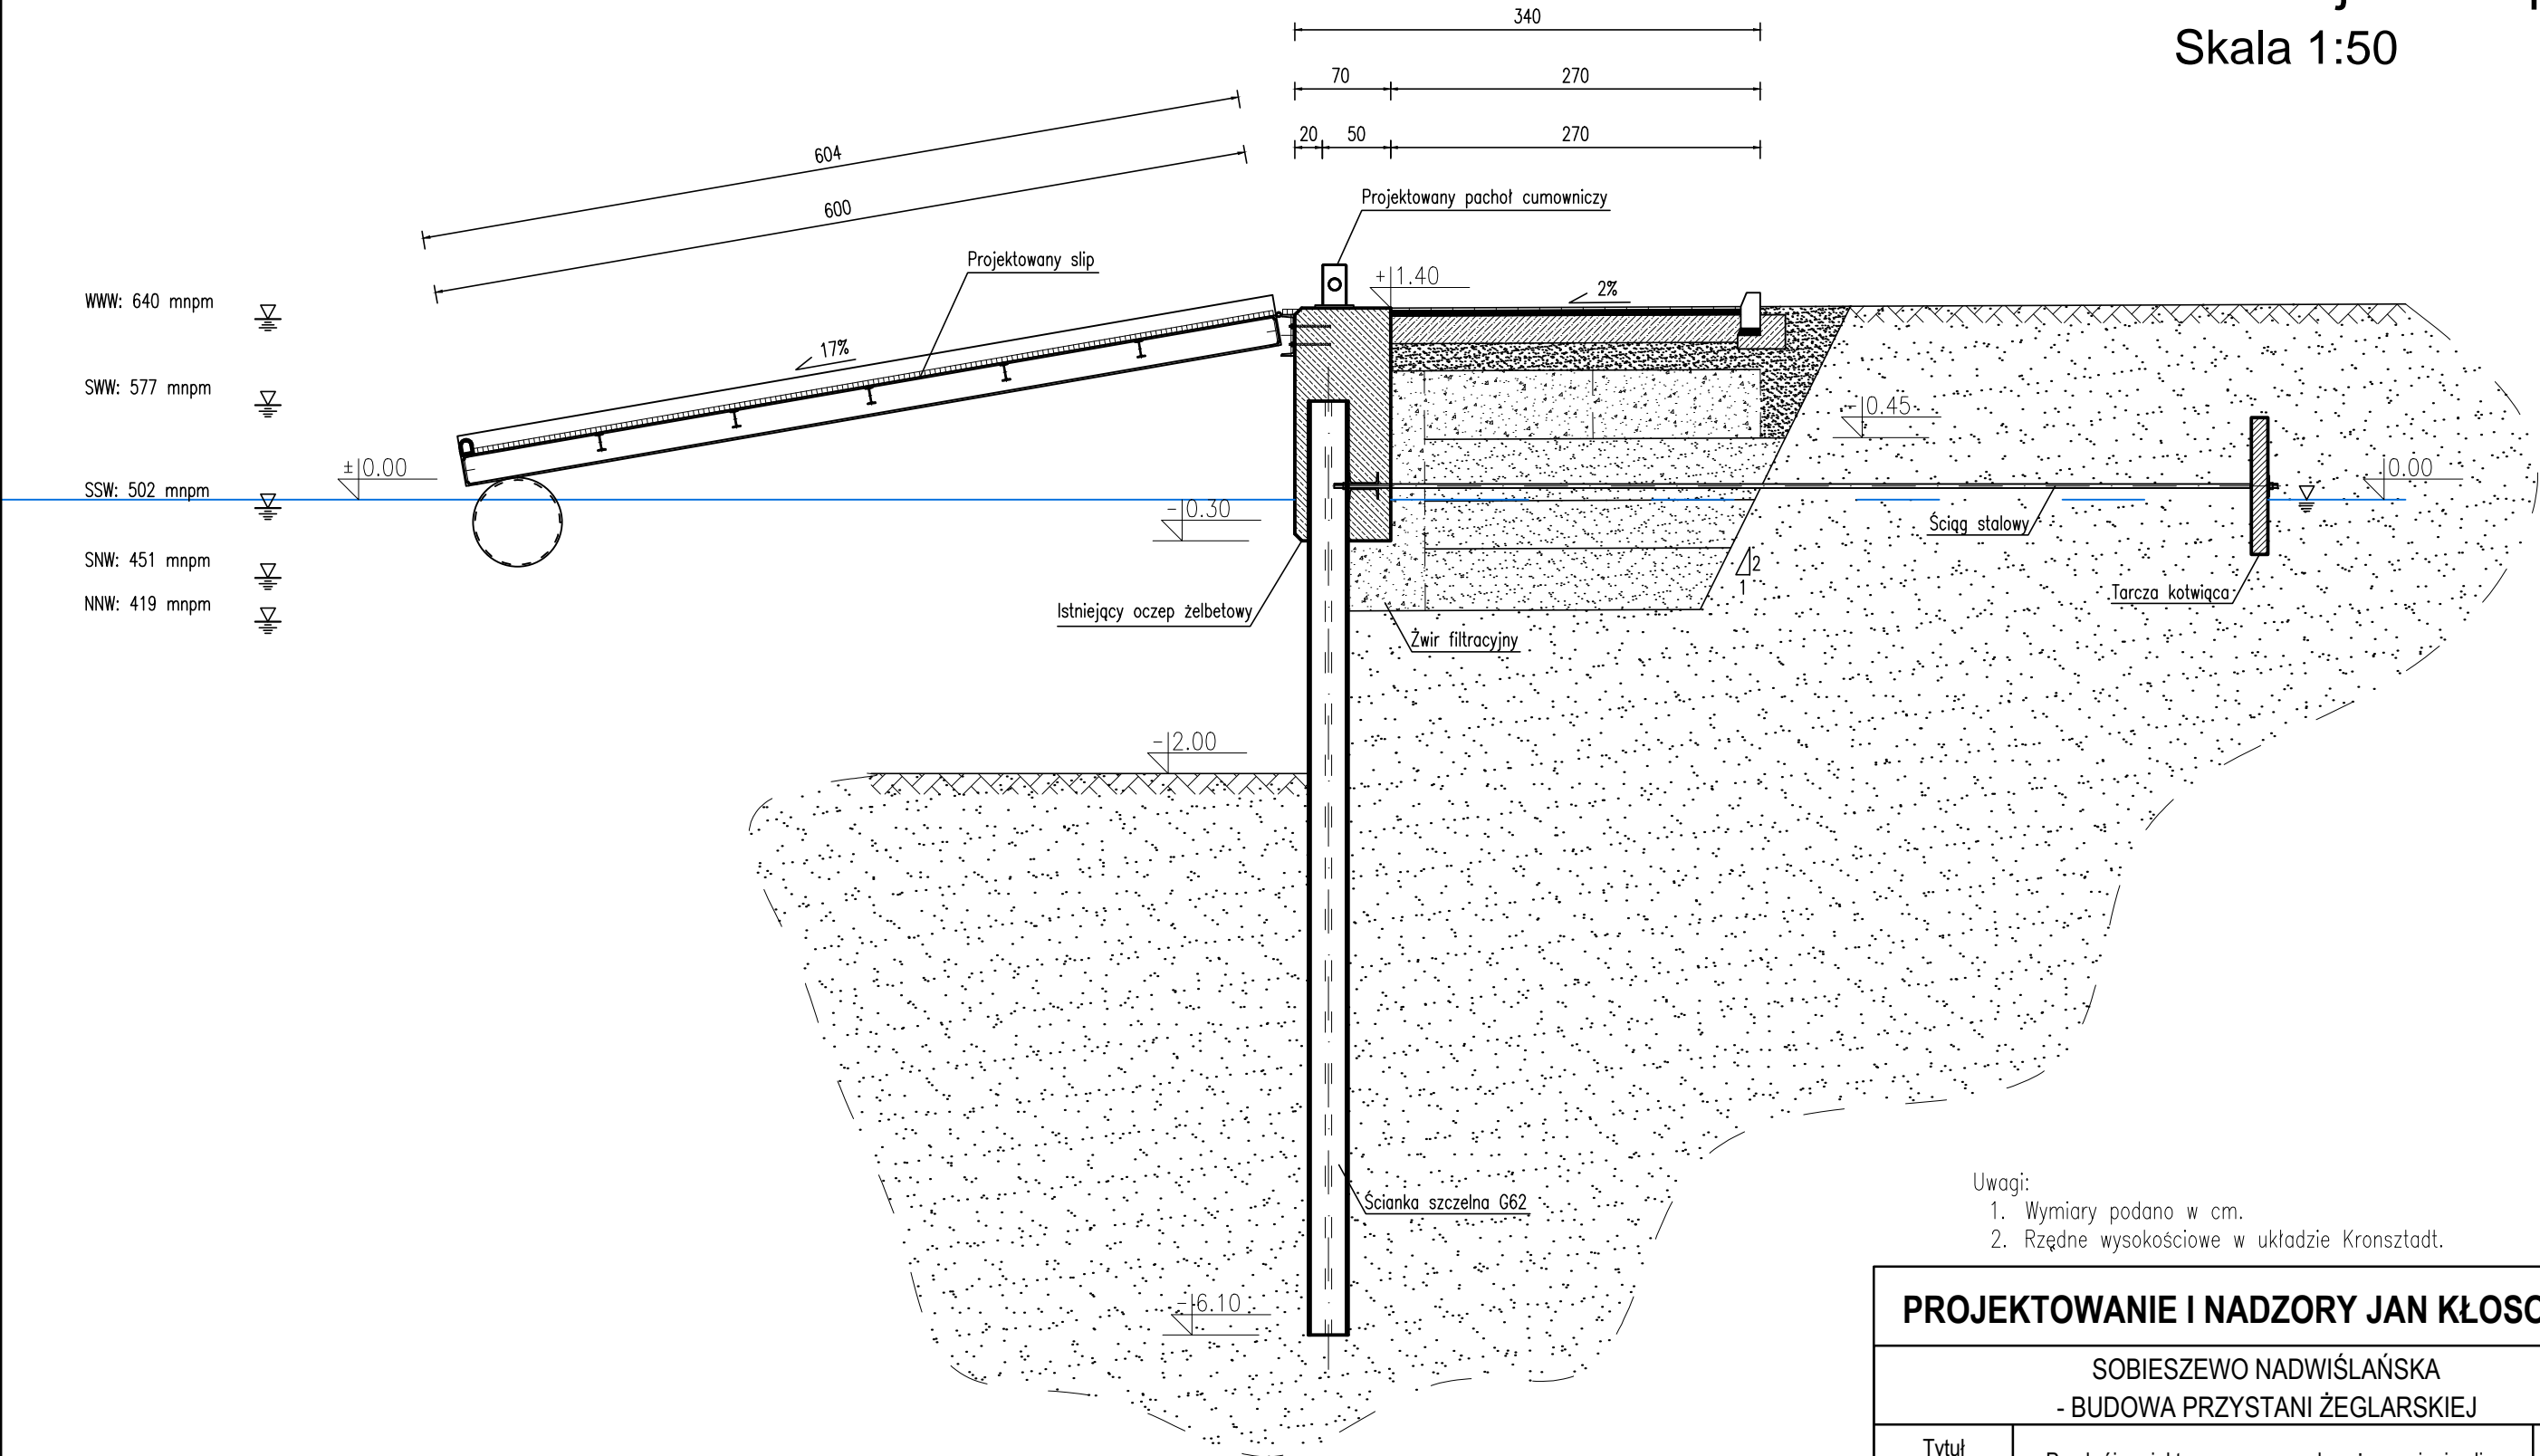 Skala 1:50
340
70 270
20 50 270
604
600
Projektowany pachoł cumowniczy
Projektowany slip
+1.40
2%
17%
WWW: 640 mnpm
SWW: 577 mnpm
SSW: 502 mnpm
SNW: 451 mnpm
NNW: 419 mnpm
±0.00
-0.30
0.45
0.00
Ściąg stalowy
2
1
Tarcza kotwiąca
Istniejący oczep żelbetowy
Żwir filtracyjny
-2.00
Ścianka szczelna G62
-6.10
Uwagi:
1. Wymiary podano w cm.
2. Rzędne wysokościowe w układzie Kronsztadt.
PROJEKTOWANIE I NADZORY JAN
SOBIESZEWO NADWIŚLAŃSKA
- BUDOWA PRZYSTANI ŻEGLARSKIEJ
Tytuł